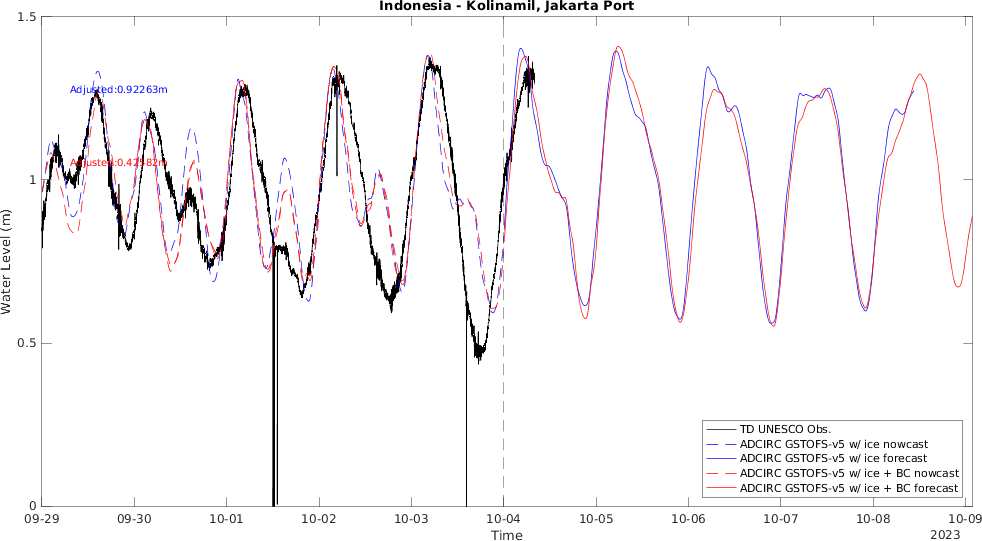 Indonesia - Kolinamil, Jakarta Port
1.5
Adjusted:0.92263m
1
0.5
0
Water Level (m)
09-29 09-30 10-01 10-02 10-03 10-04 10-05 10-06 10-07 10-08 10-09
Time
2023
TD UNESCO Obs.
ADCIRC GSTOFS-v5 w/ ice nowcast
ADCIRC GSTOFS-v5 w/ ice forecast
ADCIRC GSTOFS-v5 w/ ice + BC nowcast
ADCIRC GSTOFS-v5 w/ ice + BC forecast